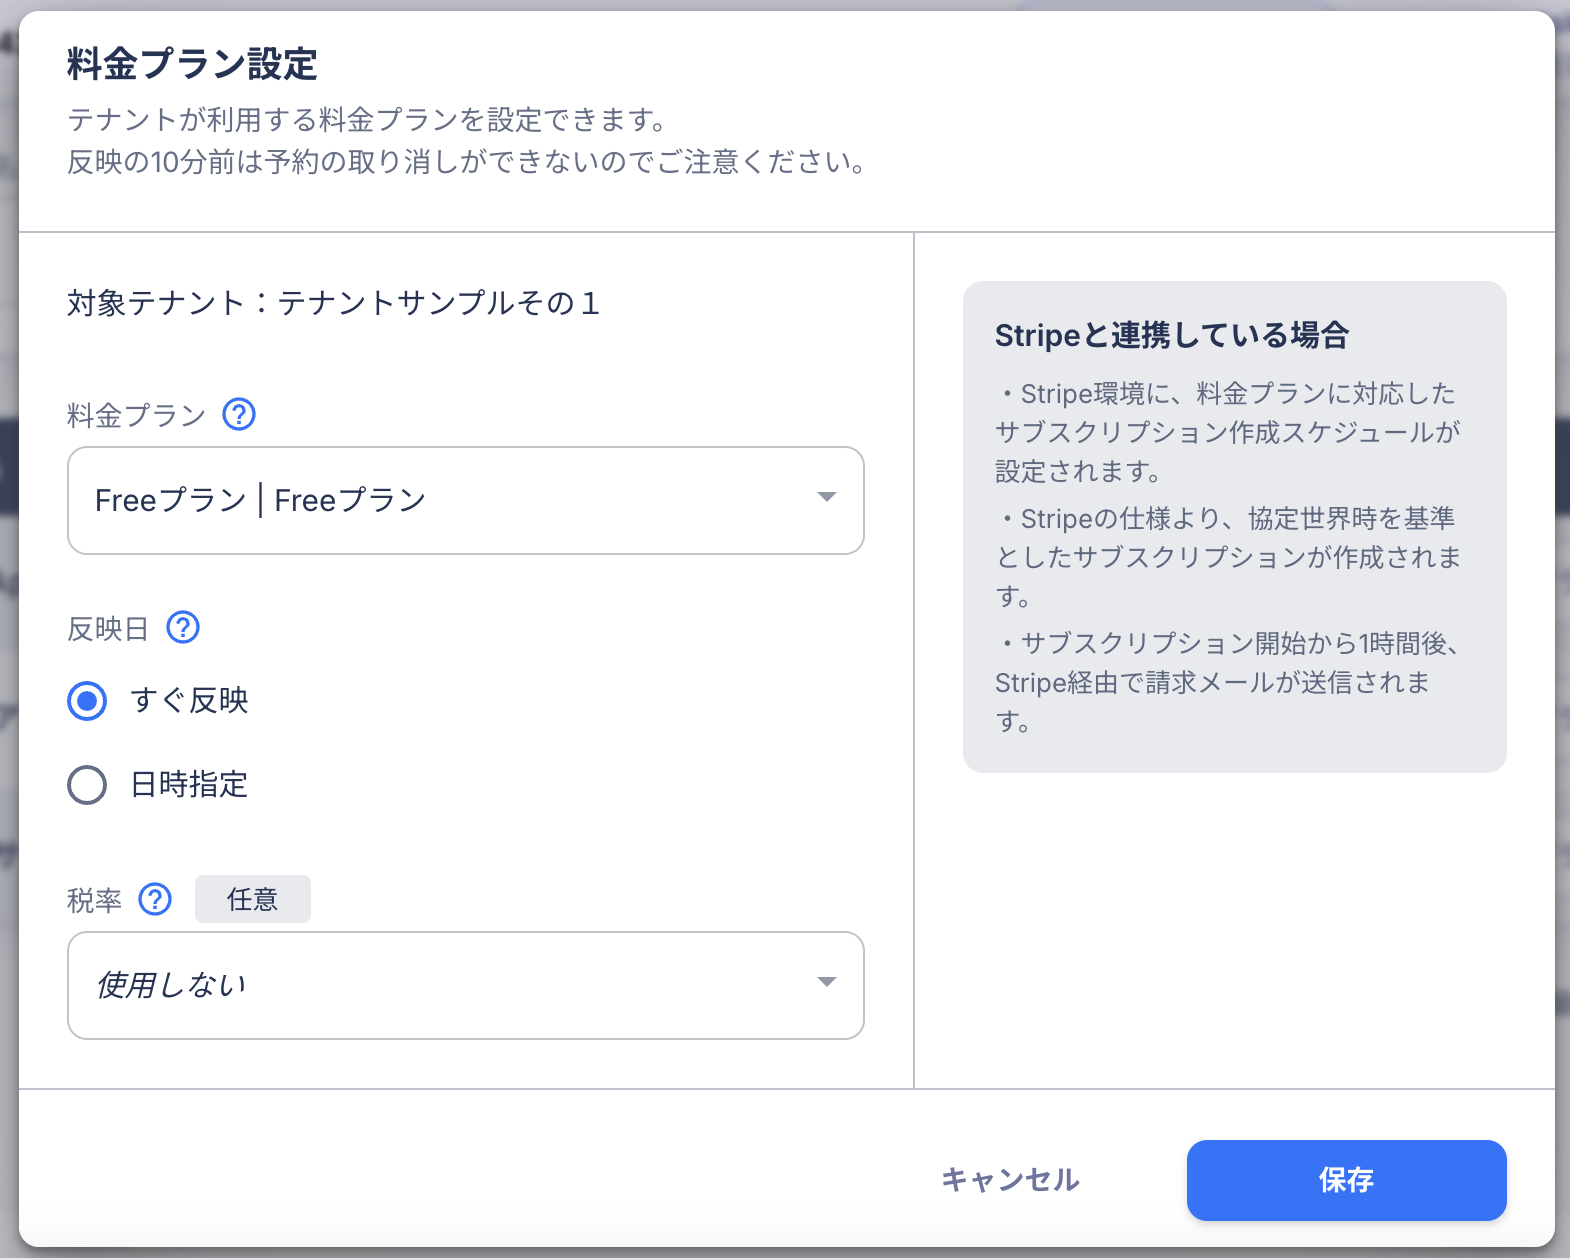 料金プラン設定
テナントが利用する料金プランを設定できます。
反映の10分前は予約の取り消しができないのでご注意ください。
対象テナント：テナントサンプルその１
料金プラン ?
Freeプラン | Freeプラン
反映日 ?
すぐ反映
日時指定
税率 ? 任意
使用しない
Stripeと連携している場合
・Stripe環境に、料金プランに対応した
サブスクリプション作成スケジュールが
設定されます。
・Stripeの仕様より、協定世界時を基準
としたサブスクリプションが作成されま
す。
・サブスクリプション開始から1時間後、
Stripe経由で請求メールが送信されま
す。
キャンセル
保存